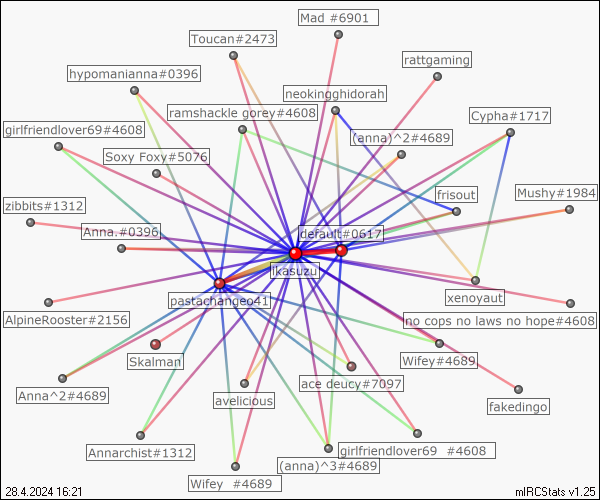 Mad #6901
Toucan#2473
rattgaming
hypomanianna#0396
neokingghidorah
ramshackle gorey#4608
Cypha#1717
girlfriendlover69#4608
(anna)^2#4689
Soxy Foxy#5076
frisout
Mushy#1984
zibbits#1312
Anna.#0396
default#0617
ikasuzu
xenoyaut
pastachangeo41
no cops no laws no hope#4608
AlpineRooster#2156
Skalman
Wifey#4689
ace deucy#7097
Anna^2#4689
avelicious
fakedingo
Annarchist#1312
girlfriendlover69 #4608
(anna)^3#4689
Wifey #4689
28.4.2024 16:21
mIRCStats v1.25